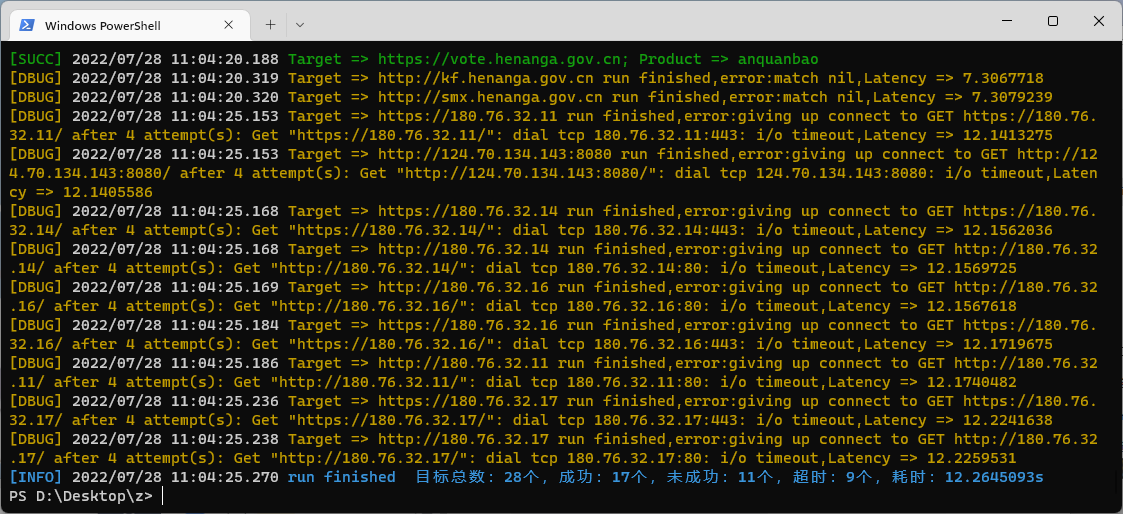 Windows PowerShell
[SUCC] 2022/07/28 11:04:20.188 Target => https://vote.henanga.gov.cn; Product => anquanbao
[DBUG] 2022/07/28 11:04:20.319 Target => http://kf.henanga.gov.cn run finished,error:match nil,Latency => 7.3067718
[DBUG] 2022/07/28 11:04:20.320 Target => http://smx.henanga.gov.cn run finished,error:match nil,Latency => 7.3079239
[DBUG] 2022/07/28 11:04:25.153 Target => https://180.76.32.11 run finished,error:giving up connect to GET https://180.76.
32.11/ after 4 attempt(s): Get "https://180.76.32.11/": dial tcp 180.76.32.11:443: i/o timeout,Latency => 12.1413275
[DBUG] 2022/07/28 11:04:25.153 Target => http://124.70.134.143:8080 run finished,error:giving up connect to GET http://12
4.70.134.143:8080/ after 4 attempt(s): Get "http://124.70.134.143:8080/": dial tcp 124.70.134.143:8080: i/o timeout,Laten
cy => 12.1405586
[DBUG] 2022/07/28 11:04:25.168 Target => https://180.76.32.14 run finished,error:giving up connect to GET https://180.76.
32.14/ after 4 attempt(s): Get "https://180.76.32.14/": dial tcp 180.76.32.14:443: i/o timeout,Latency => 12.1562036
[DBUG] 2022/07/28 11:04:25.168 Target => http://180.76.32.14 run finished,error:giving up connect to GET http://180.76.32
.14/ after 4 attempt(s): Get "http://180.76.32.14/": dial tcp 180.76.32.14:80: i/o timeout,Latency => 12.1569725
[DBUG] 2022/07/28 11:04:25.169 Target => http://180.76.32.16 run finished,error:giving up connect to GET http://180.76.32
.16/ after 4 attempt(s): Get "http://180.76.32.16/": dial tcp 180.76.32.16:80: i/o timeout,Latency => 12.1567618
[DBUG] 2022/07/28 11:04:25.184 Target => https://180.76.32.16 run finished,error:giving up connect to GET https://180.76.
32.16/ after 4 attempt(s): Get "https://180.76.32.16/": dial tcp 180.76.32.16:443: i/o timeout,Latency => 12.1719675
[DBUG] 2022/07/28 11:04:25.186 Target => http://180.76.32.11 run finished,error:giving up connect to GET http://180.76.32
.11/ after 4 attempt(s): Get "http://180.76.32.11/": dial tcp 180.76.32.11:80: i/o timeout,Latency => 12.1740482
[DBUG] 2022/07/28 11:04:25.236 Target => https://180.76.32.17 run finished,error:giving up connect to GET https://180.76.
32.17/ after 4 attempt(s): Get "https://180.76.32.17/": dial tcp 180.76.32.17:443: i/o timeout,Latency => 12.2241638
[DBUG] 2022/07/28 11:04:25.238 Target => http://180.76.32.17 run finished,error:giving up connect to GET http://180.76.32
.17/ after 4 attempt(s): Get "http://180.76.32.17/": dial tcp 180.76.32.17:80: i/o timeout,Latency => 12.2259531
[INFO] 2022/07/28 11:04:25.270 run finished  目标总数: 28个, 成功: 17个, 未成功: 11个, 超时: 9个, 耗时: 12.2645093s
PS D:\Desktop\z>